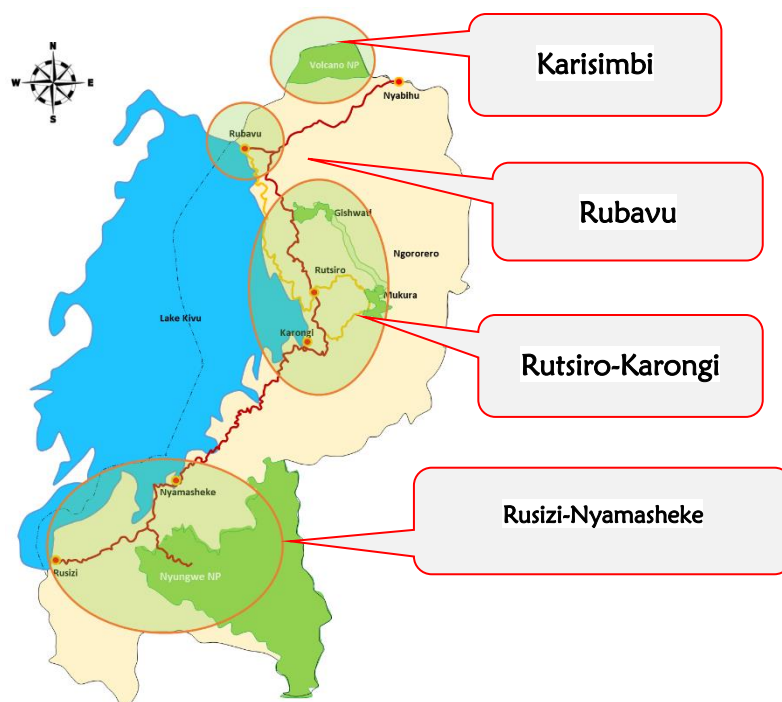 N
W
E
S
Karisimbi
Volcano NP
Nyabihu
Rubavu
Rubavu
Gishwati
Ngororero
Rutsiro
Mukura
Lake Kivu
Karongi
Rutsiro-Karongi
Nyamasheke
Rusizi-Nyamasheke
Rusizi
Nyungwe NP